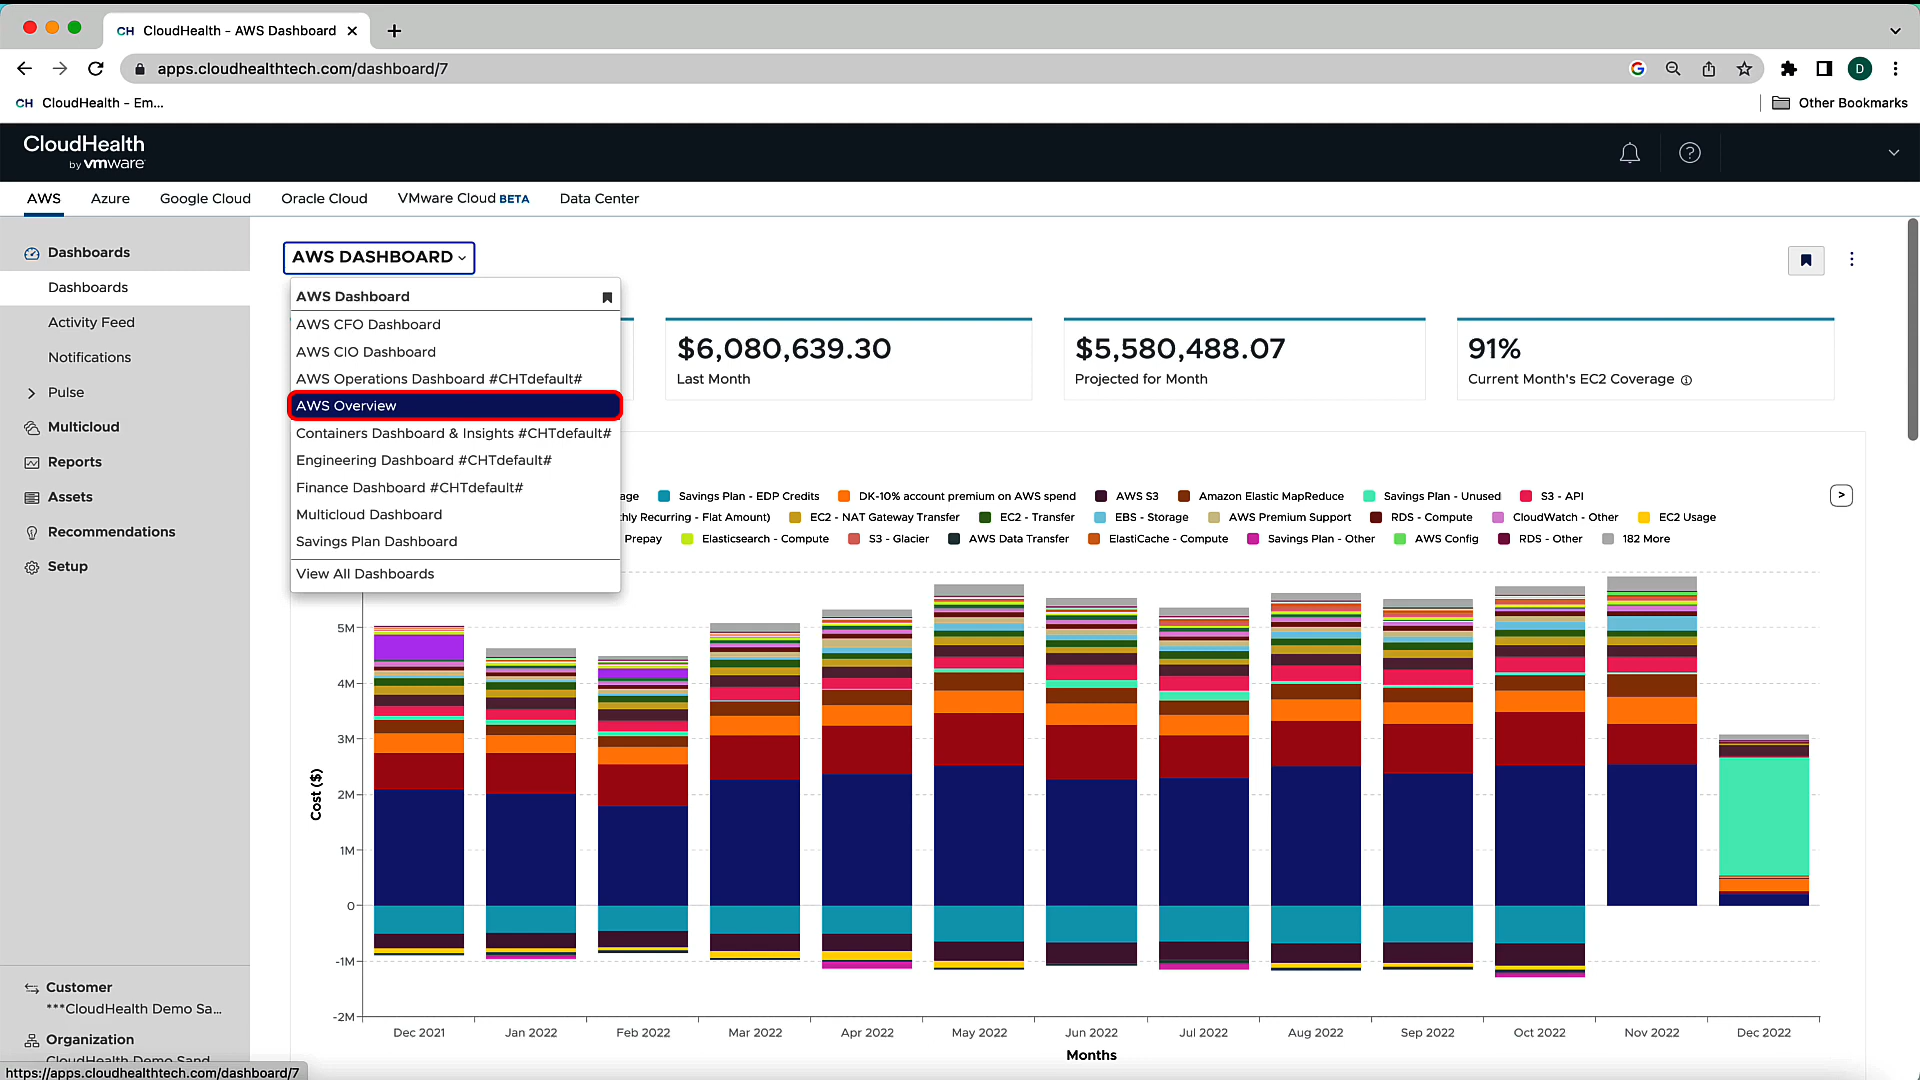 CH CloudHealth - AWS Dashboard
apps.cloudhealthtech.com/dashboard/7
D
CH CloudHealth - Em...
Other Bookmarks
CloudHealth
by vmware
AWS Azure Google Cloud Oracle Cloud VMware Cloud BETA Data Center
Dashboards
Dashboards
Activity Feed
Notifications
Pulse
Multicloud
Reports
Assets
Recommendations
Setup
Customer
***CloudHealth Demo Sa...
Organization
CloudHealth Demo Sand
https://apps.cloudhealthtech.com/dashboard/7
AWS DASHBOARD
AWS Dashboard
AWS CFO Dashboard
AWS CIO Dashboard
AWS Operations Dashboard #CHTdefault#
AWS Overview
Containers Dashboard & Insights #CHTdefault#
Engineering Dashboard #CHTdefault#
Finance Dashboard #CHTdefault#
Multicloud Dashboard
Savings Plan Dashboard
View All Dashboards
$6,080,639.30
Last Month
$5,580,488.07
Projected for Month
91%
Current Month's EC2 Coverage
age Savings Plan - EDP Credits DK-10% account premium on AWS spend AWS S3 Amazon Elastic MapReduce Savings Plan - Unused S3 - API
hly Recurring - Flat Amount) EC2 - NAT Gateway Transfer EC2 - Transfer EBS - Storage AWS Premium Support RDS - Compute CloudWatch - Other EC2 Usage
Prepay Elasticsearch - Compute S3 - Glacier AWS Data Transfer ElastiCache - Compute Savings Plan - Other AWS Config RDS - Other 182 More
>
5M
4M
3M
2M
1M
0
-1M
-2M
Cost ($)
Dec 2021 Jan 2022 Feb 2022 Mar 2022 Apr 2022 May 2022 Jun 2022 Jul 2022 Aug 2022 Sep 2022 Oct 2022 Nov 2022 Dec 2022
Months